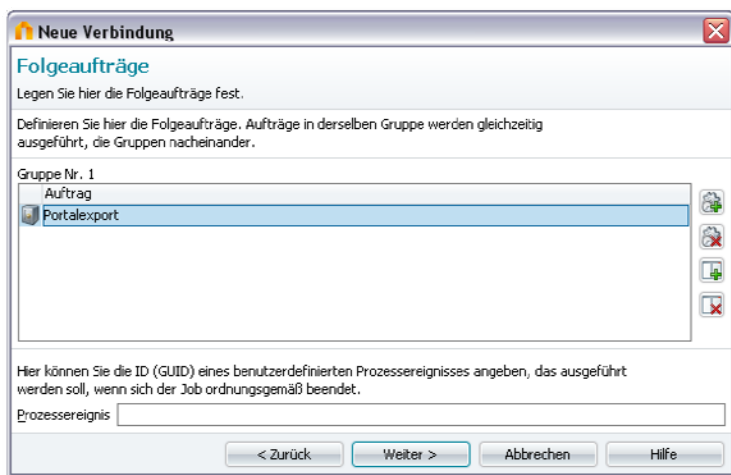 Neue Verbindung
Folgeaufträge
Legen Sie hier die Folgeaufträge fest.
Definieren Sie hier die Folgeaufträge. Aufträge in derselben Gruppe werden gleichzeitig
ausgeführt, die Gruppen nacheinander.
Gruppe Nr. 1
Auftrag
Portalexport
Hier können Sie die ID (GUID) eines benutzerdefinierten Prozessereignisses angeben, das ausgeführt
werden soll, wenn sich der Job ordnungsgemäß beendet.
Prozessereignis
< Zurück Weiter > Abbrechen Hilfe